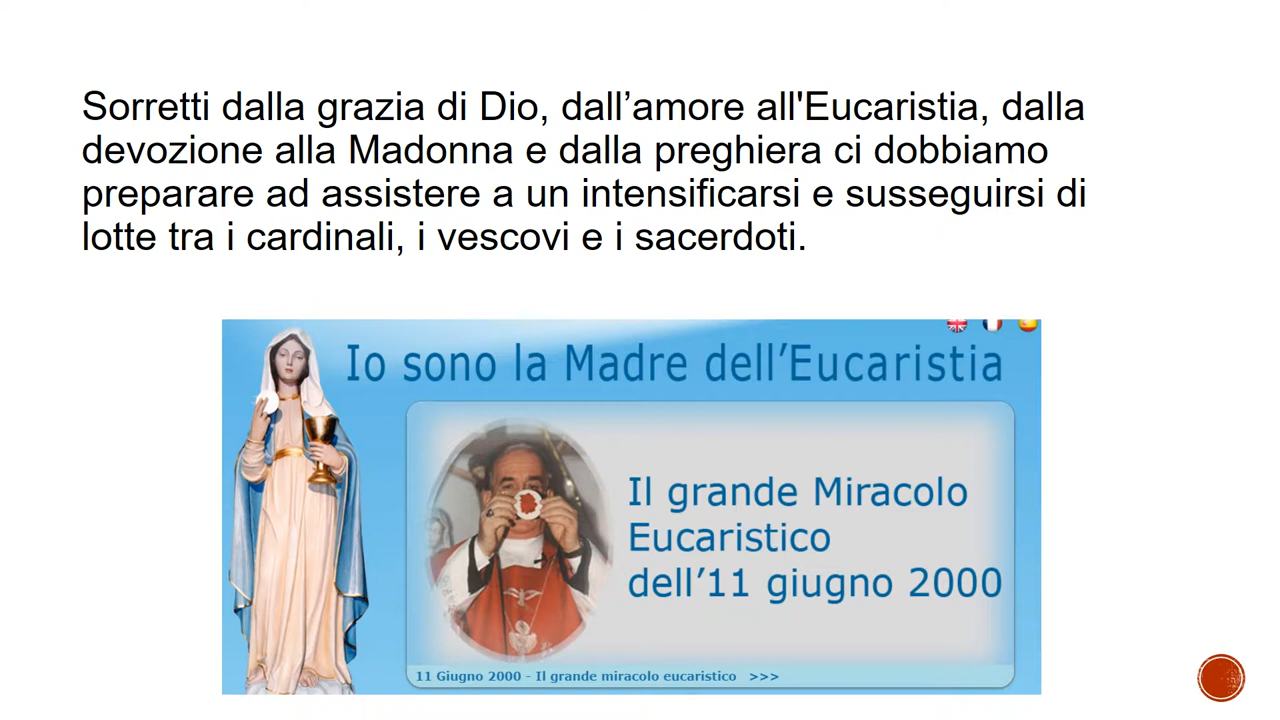 Sorretti dalla grazia di Dio, dall’amore all'Eucaristia, dalla
devozione alla Madonna e dalla preghiera ci dobbiamo
preparare ad assistere a un intensificarsi e susseguirsi di
lotte tra i cardinali, i vescovi e i sacerdoti.
Io sono la Madre dell’Eucaristia
Il grande Miracolo
Eucaristico
dell’11 giugno 2000
11 Giugno 2000 - Il grande miracolo eucaristico >>>